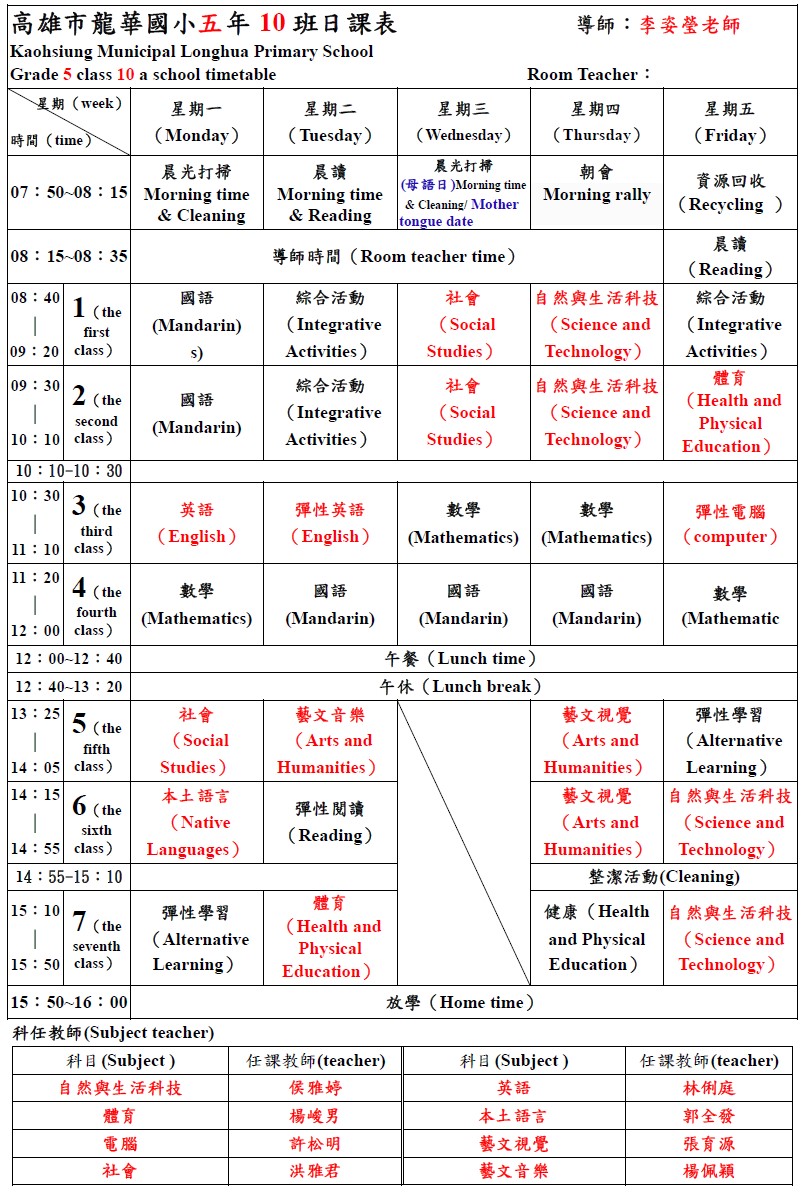 高雄市龍華國小五年 10 班日課表 導師：李姿瑩老師
Kaohsiung Municipal Longhua Primary School
Grade 5 class 10 a school timetable Room Teacher：
星期（week）
時間（time）
星期一
（Monday）
星期二
（Tuesday）
星期三
（Wednesday）
星期四
（Thursday）
星期五
（Friday）
07：50~08：15
晨光打掃
Morning time
& Cleaning
晨讀
Morning time
& Reading
晨光打掃
(母語日)Morning time
& Cleaning/ Mother
tongue date
朝會
Morning rally
資源回收
（Recycling ）
08：15~08：35
導師時間（Room teacher time）
晨讀
（Reading）
08：40
｜
09：20
1（the
first
class）
國語
(Mandarin)
s)
綜合活動
（Integrative
Activities）
社會
（Social
Studies）
自然與生活科技
（Science and
Technology）
綜合活動
（Integrative
Activities）
09：30
｜
10：10
2（the
second
class）
國語
(Mandarin)
綜合活動
（Integrative
Activities）
社會
（Social
Studies）
自然與生活科技
（Science and
Technology）
體育
（Health and
Physical
Education）
10：10-10：30
10：30
｜
11：10
3（the
third
class）
英語
（English）
彈性英語
（English）
數學
(Mathematics)
數學
(Mathematics)
彈性電腦
（computer）
11：20
｜
12：00
4（the
fourth
class）
數學
(Mathematics)
國語
(Mandarin)
國語
(Mandarin)
國語
(Mandarin)
數學
(Mathematic
12：00~12：40
午餐（Lunch time）
12：40~13：20
午休（Lunch break）
13：25
｜
14：05
5（the
fifth
class）
社會
（Social
Studies）
藝文音樂
（Arts and
Humanities）
藝文視覺
（Arts and
Humanities）
彈性學習
（Alternative
Learning）
14：15
｜
14：55
6（the
sixth
class）
本土語言
（Native
Languages）
彈性閱讀
（Reading）
藝文視覺
（Arts and
Humanities）
自然與生活科技
（Science and
Technology）
14：55-15：10
整潔活動(Cleaning)
15：10
｜
15：50
7（the
seventh
class）
彈性學習
（Alternative
Learning）
體育
（Health and
Physical
Education）
健康（Health
and Physical
Education）
自然與生活科技
（Science and
Technology）
15：50~16：00
放學（Home time）
科任教師(Subject teacher)
科目(Subject ) 任課教師(teacher) 科目(Subject ) 任課教師(teacher)
自然與生活科技 侯雅婷 英語 林俐庭
體育 楊峻男 本土語言 郭全發
電腦 許松明 藝文視覺 張育源
社會 洪雅君 藝文音樂 楊佩穎